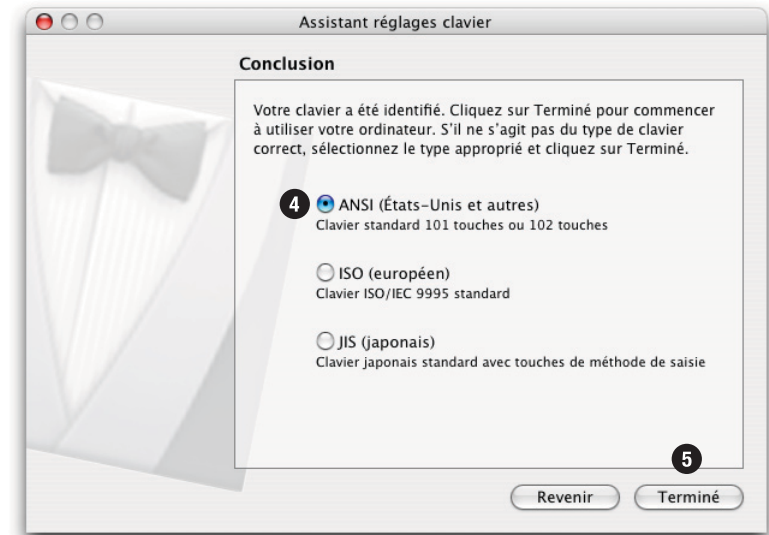 Assistant réglages clavier
Conclusion
Votre clavier a été identifié. Cliquez sur Terminé pour commencer
à utiliser votre ordinateur. S'il ne s'agit pas du type de clavier
correct, sélectionnez le type approprié et cliquez sur Terminé.
4 ANSI (États-Unis et autres)
Clavier standard 101 touches ou 102 touches
ISO (européen)
Clavier ISO/IEC 9995 standard
JIS (japonais)
Clavier japonais standard avec touches de méthode de saisie
5
Revenir Terminé